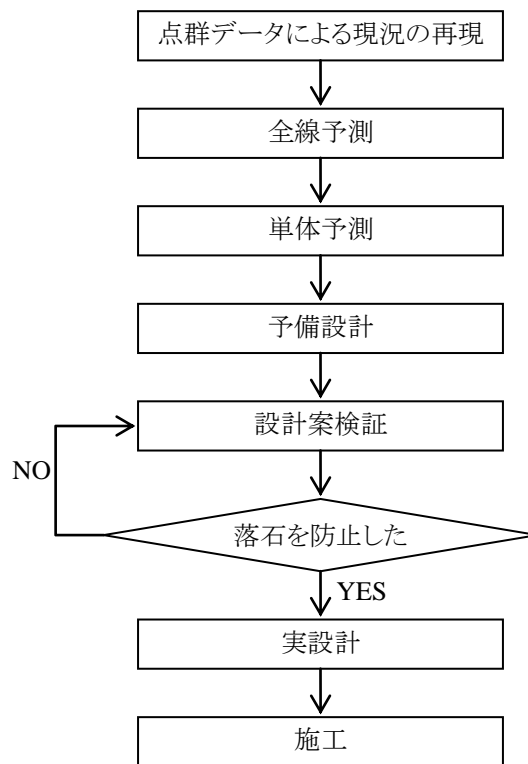 点群データによる現況の再現
全線予測
単体予測
予備設計
設計案検証
NO
落石を防止した
YES
実設計
施工